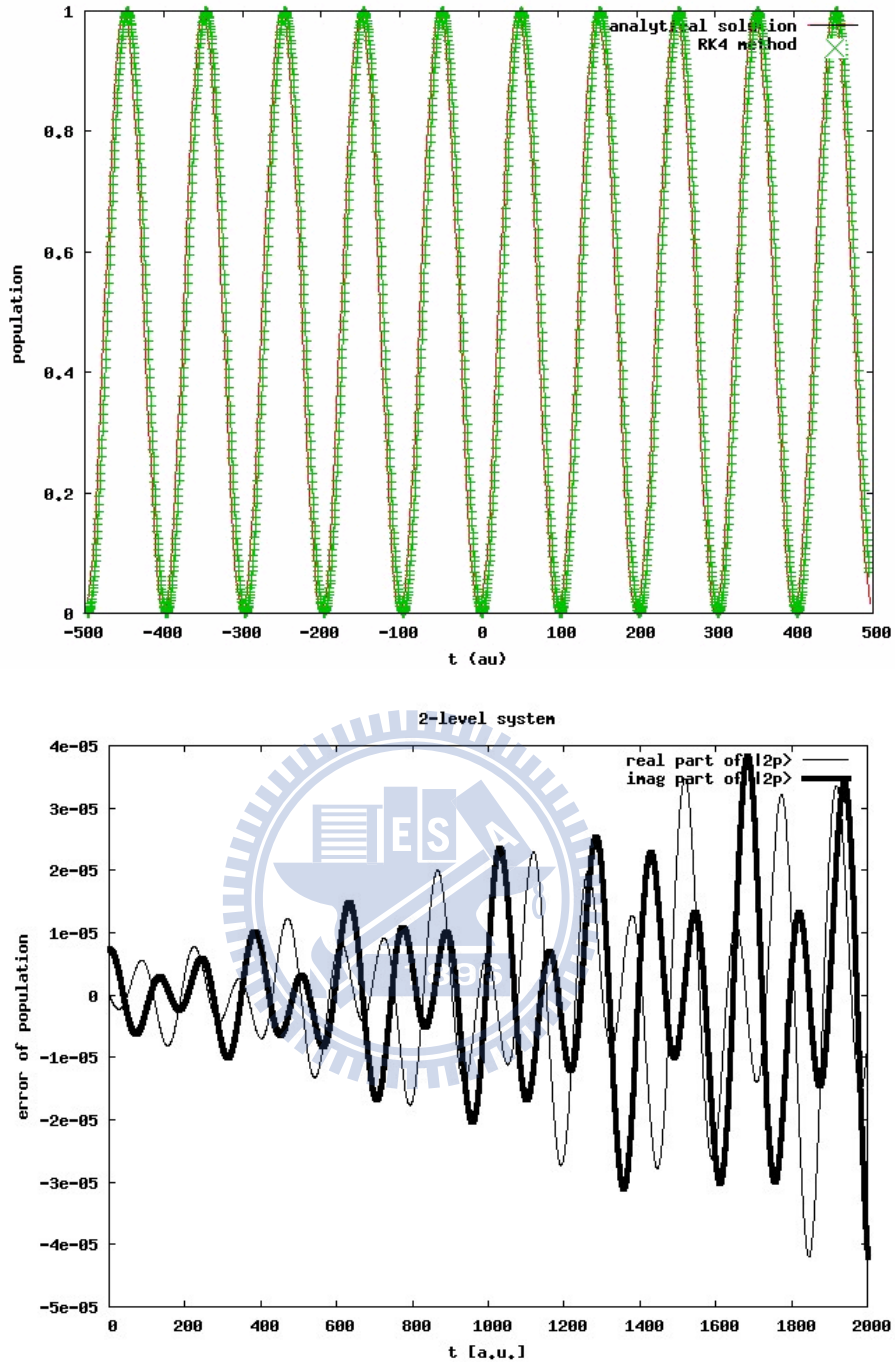 1
0.8
0.6
0.4
0.2
0
population
analytical solution
RK4 method
-500 -400 -300 -200 -100 0 100 200 300 400 500
t (au)
2-level system
4e-05
3e-05
2e-05
1e-05
0
-1e-05
-2e-05
-3e-05
-4e-05
-5e-05
error of population
real part of |2p>
imag part of |2p>
E S A
1896
0 200 400 600 800 1000 1200 1400 1600 1800 2000
t [a.u.]